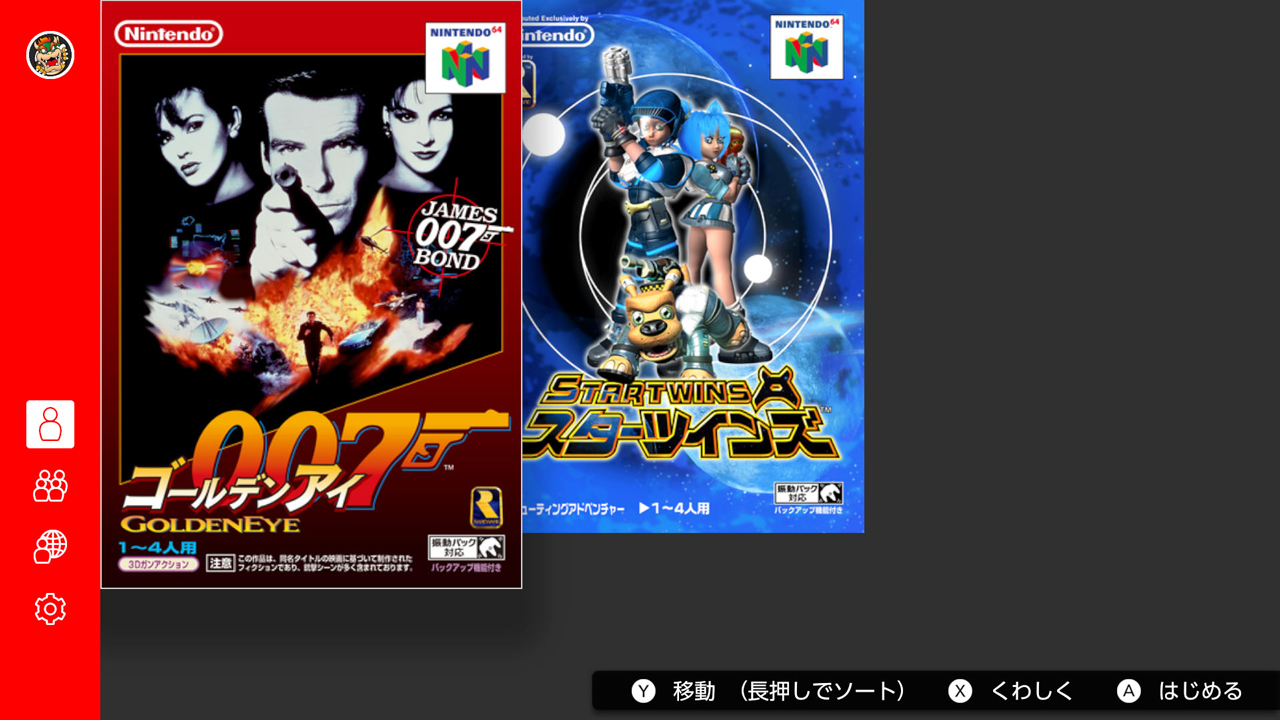 Nintendo
NINTENDO 64
JAMES
007
BOND
007
TM
ゴールデンアイ
GOLDENEYE
1〜4人用
3Dガンアクション
注意
この作品は、同名タイトルの映画に基づいて制作された
フィクションであり、銃撃シーンが多く含まれております。
RAREWARE
振動パック
対応
バックアップ機能付き
uted Exclusively by
intendo
NINTENDO 64
STARTWINS
スターツインズ
TM
ューティングアドベンチャー
▶1〜4人用
振動パック
対応
バックアップ機能付き
Y 移動 （長押しでソート）
X くわしく
A はじめる